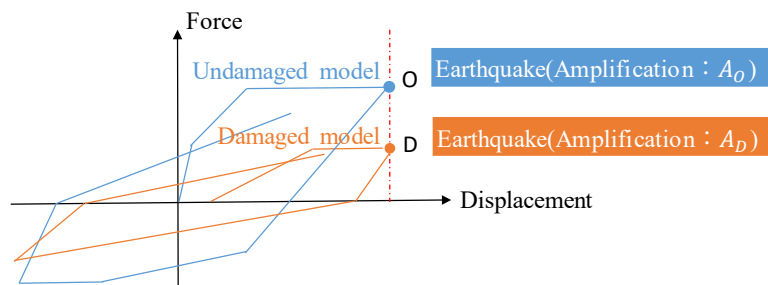 Force
Undamaged model
O
Earthquake(Amplification：A_O)
Damaged model
D
Earthquake(Amplification：A_D)
Displacement